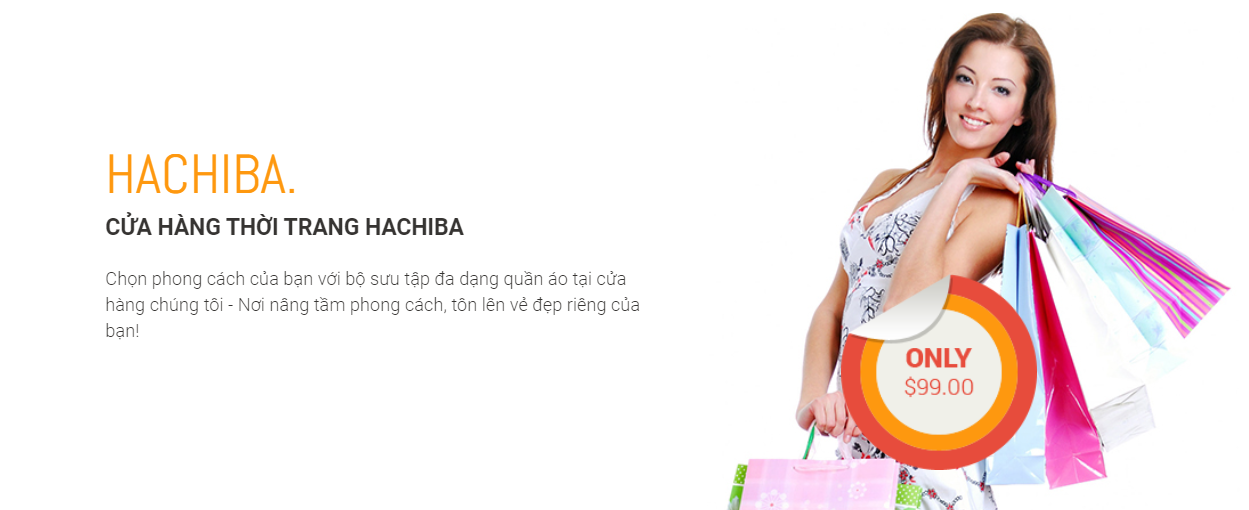 HACHIBA.
CỬA HÀNG THỜI TRANG HACHIBA
Chọn phong cách của bạn với bộ sưu tập đa dạng quần áo tại cửa
hàng chúng tôi - Nơi nâng tầm phong cách, tôn lên vẻ đẹp riêng của
bạn!
ONLY
$99.00